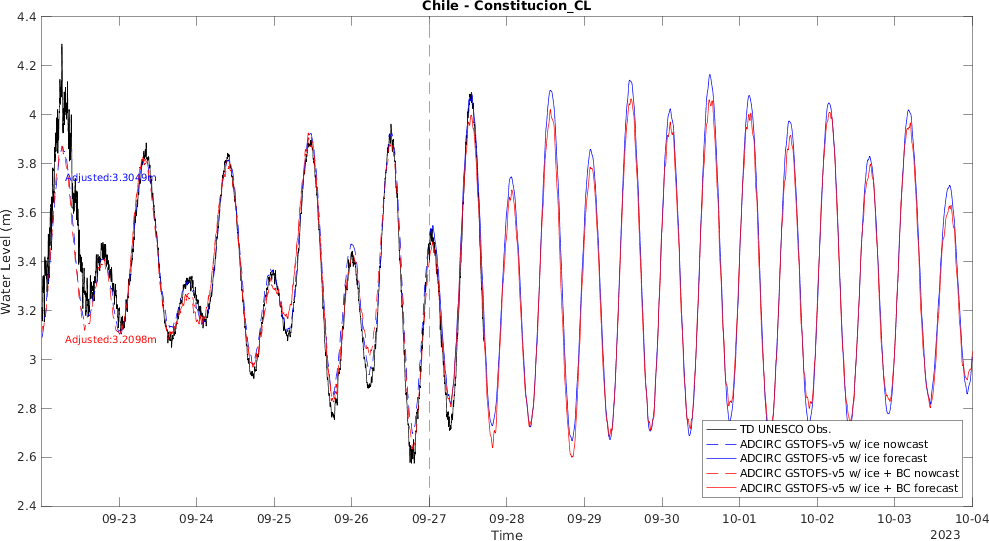 Chile - Constitucion_CL
4.4
4.2
4
3.8
3.6
3.4
3.2
3
2.8
2.6
2.4
Water Level (m)
Adjusted:3.3049m
Adjusted:3.2098m
TD UNESCO Obs.
ADCIRC GSTOFS-v5 w/ ice nowcast
ADCIRC GSTOFS-v5 w/ ice forecast
ADCIRC GSTOFS-v5 w/ ice + BC nowcast
ADCIRC GSTOFS-v5 w/ ice + BC forecast
09-23 09-24 09-25 09-26 09-27 09-28 09-29 09-30 10-01 10-02 10-03 10-04
2023
Time